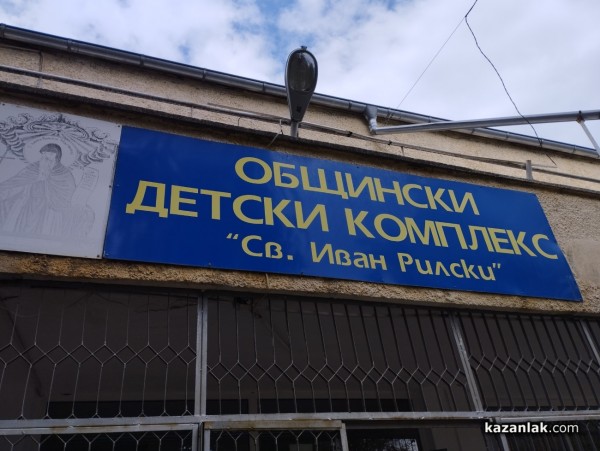 ОБЩИНСКИ
ДЕТСКИ КОМПЛЕКС
“Св. Иван Рилски”
kazanlak.com